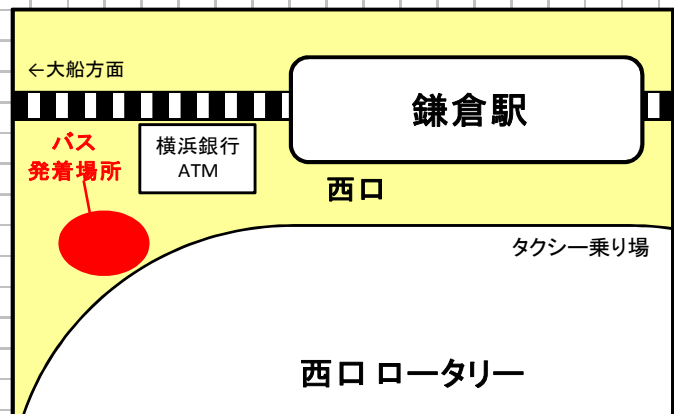 ←大船方面
鎌倉駅
バス
発着場所
横浜銀行
ATM
西口
タクシー乗り場
西口 ロータリー